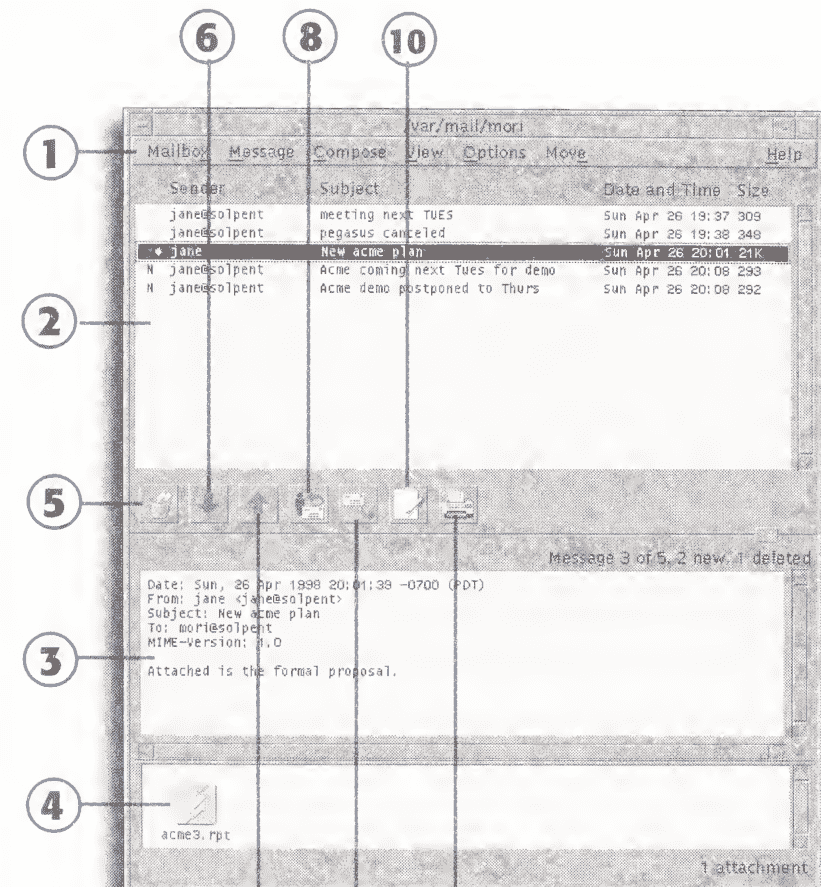 6 8 10
/var/mail/mori
1
Mailbox Message Compose View Options Move Help
Sender Subject Date and Time Size
jane@solpent meeting next TUES Sun Apr 26 19:37 309
jane@solpent pegasus canceled Sun Apr 26 19:38 348
jane New acme plan Sun Apr 26 20:01 21K
N jane@solpent Acme coming next Tues for demo Sun Apr 26 20:08 293
N jane@solpent Acme demo postponed to Thurs Sun Apr 26 20:08 292
2
5
Message 3 of 5, 2 new, 1 deleted
Date: Sun, 26 Apr 1998 20:01:39 -0700 (PDT)
From: jane <jane@solpent>
Subject: New acme plan
To: mori@solpent
MIME-Version: 1.0
3
Attached is the formal proposal.
4
acme3.rpt
1 attachment